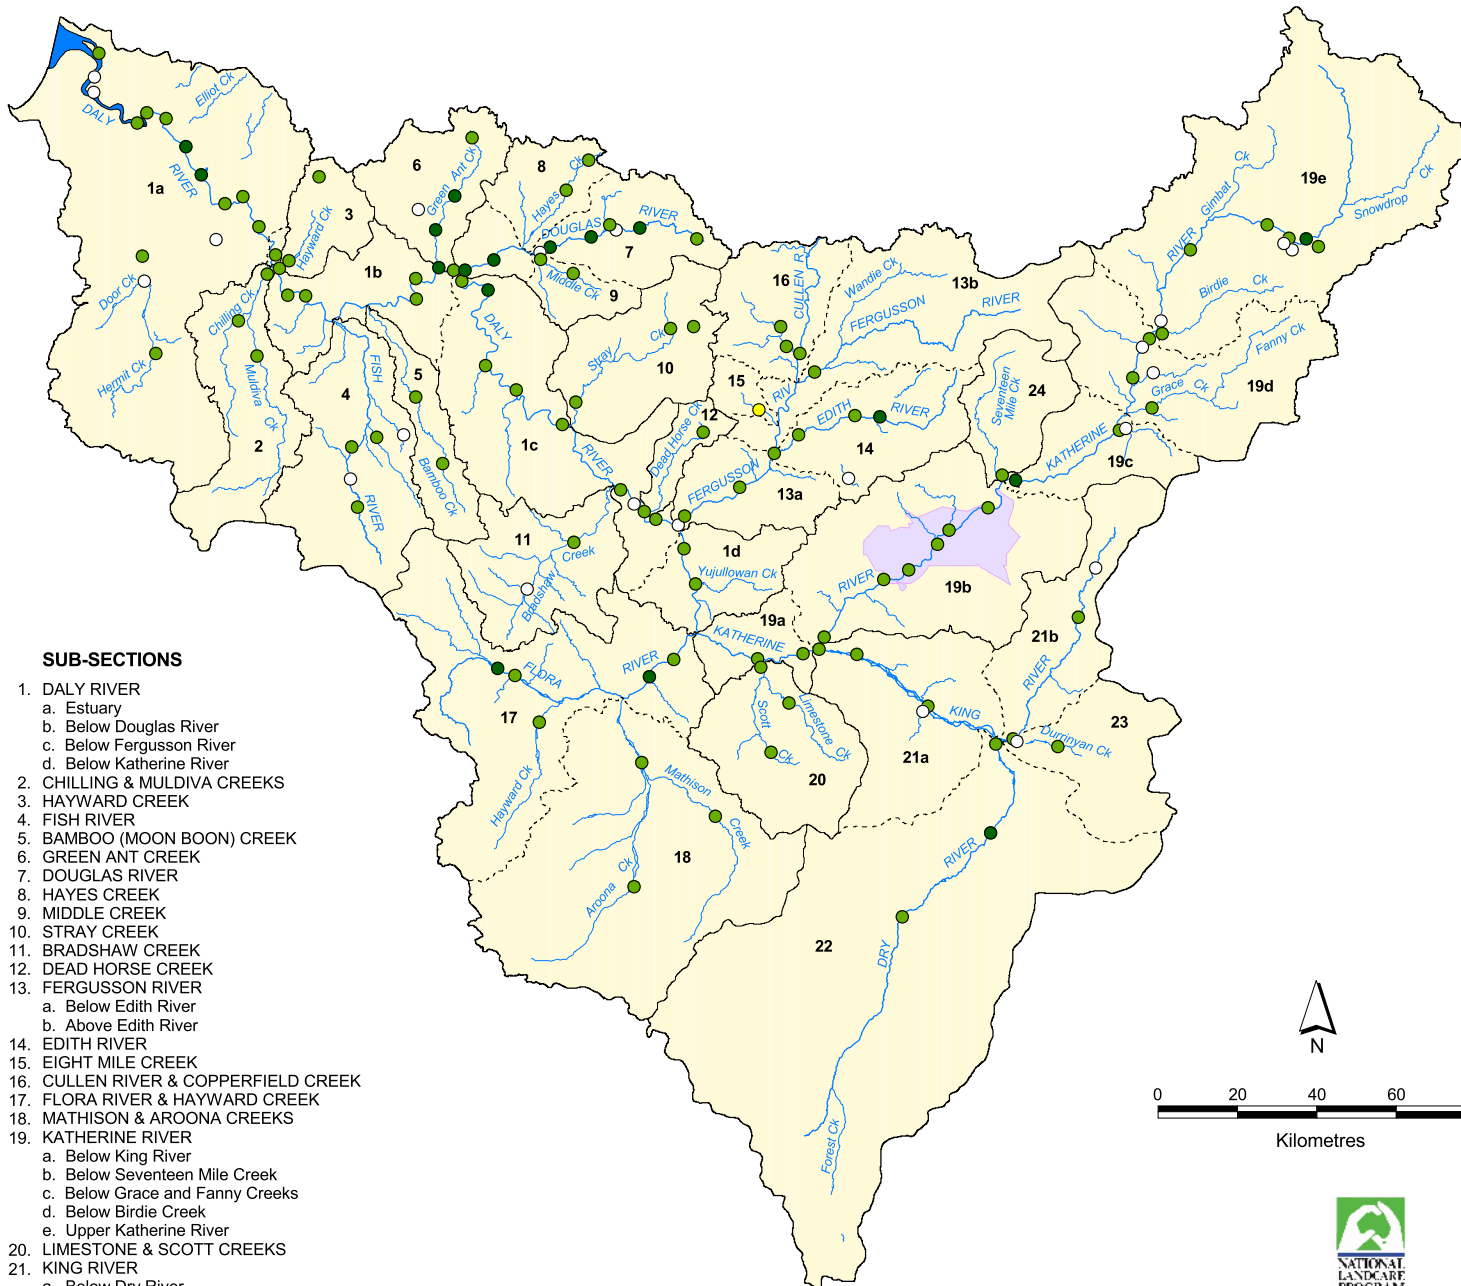 Elliot Ck
DALY
RIVER
1a
6
Green Ant Ck
8
Hayes Ck
3
Hayward Ck
DOUGLAS RIVER
7
Middle Ck
9
1b
Door Ck
Hermit Ck
Chilling Ck
Muldiva Ck
2
4
FISH
RIVER
5
Bamboo Ck
DALY
RIVER
1c
Stray Ck
10
16
CULLEN R
Wandie Ck
13b
FERGUSSON RIVER
15
RIV
12
Dead Horse Ck
EDITH RIVER
14
FERGUSSON
13a
24
Seventeen
Mile Ck
19e
Gimbat Ck
Snowdrop Ck
RIVER
Birdie Ck
Fanny Ck
Grace Ck
19d
KATHERINE
19c
11
Bradshaw Creek
1d
Yujullowan Ck
RIVER
19b
19a
KATHERINE
21b
RIVER
FLORA
RIVER
17
Hayward Ck
Scott Ck
Limestone Ck
20
KING
21a
Durrinyan Ck
23
Mathison Creek
18
Aroona Ck
RIVER
22
DRY
Forest Ck
SUB-SECTIONS
1. DALY RIVER
a. Estuary
b. Below Douglas River
c. Below Fergusson River
d. Below Katherine River
2. CHILLING & MULDIVA CREEKS
3. HAYWARD CREEK
4. FISH RIVER
5. BAMBOO (MOON BOON) CREEK
6. GREEN ANT CREEK
7. DOUGLAS RIVER
8. HAYES CREEK
9. MIDDLE CREEK
10. STRAY CREEK
11. BRADSHAW CREEK
12. DEAD HORSE CREEK
13. FERGUSSON RIVER
a. Below Edith River
b. Above Edith River
14. EDITH RIVER
15. EIGHT MILE CREEK
16. CULLEN RIVER & COPPERFIELD CREEK
17. FLORA RIVER & HAYWARD CREEK
18. MATHISON & AROONA CREEKS
19. KATHERINE RIVER
a. Below King River
b. Below Seventeen Mile Creek
c. Below Grace and Fanny Creeks
d. Below Birdie Creek
e. Upper Katherine River
20. LIMESTONE & SCOTT CREEKS
21. KING RIVER
a. Below Dry River
N
0 20 40 60
Kilometres
NATIONAL
LANDCARE
PROGRAM